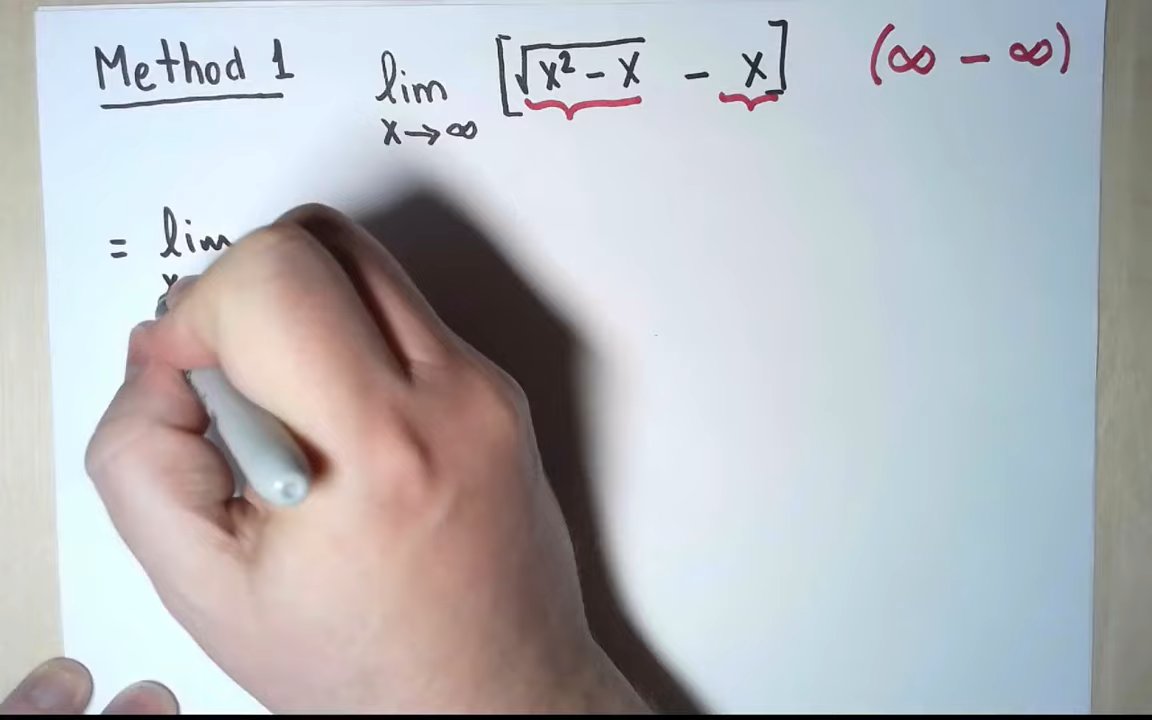 Method 1 lim [√x² - x - x] (∞ - ∞)
x→∞
= lim
x